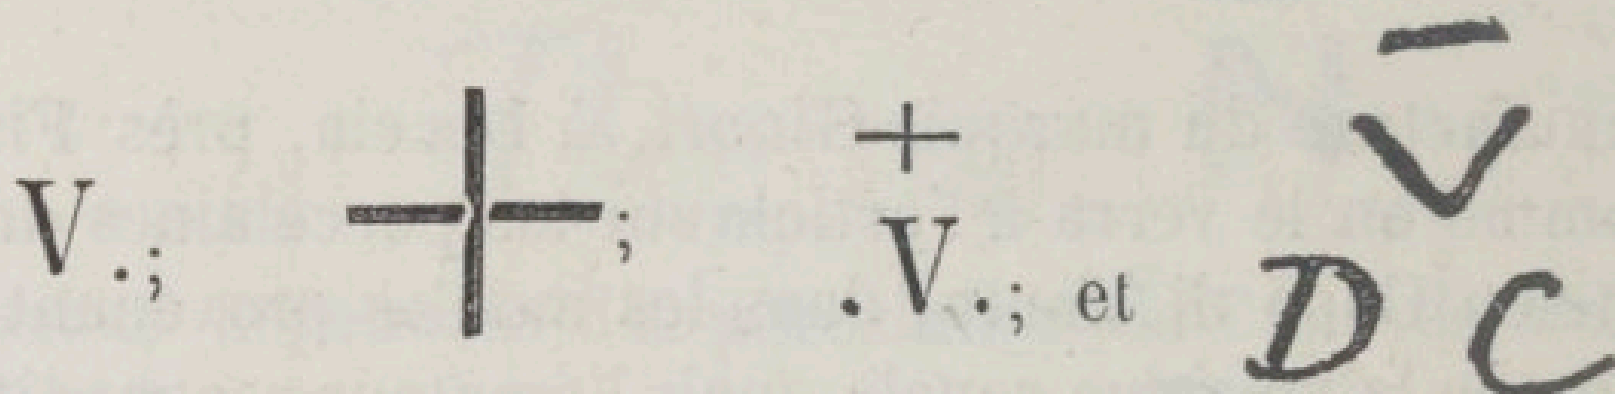 V.; +; + .V.; et V̄ D C